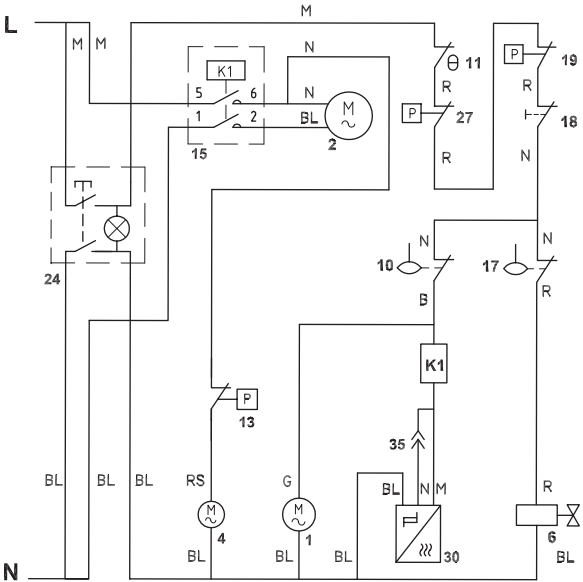 L
M
M M
N
K1
P 19
θ 11
R R
5 6 N
1 2 BL
M
~
2
P 27
18
15
R N
24
N N
10 17
B R
K1
P
13
35
BL BL BL RS G BL N M R
M
~
4
M
~
1
30
6
BL BL BL BL
N